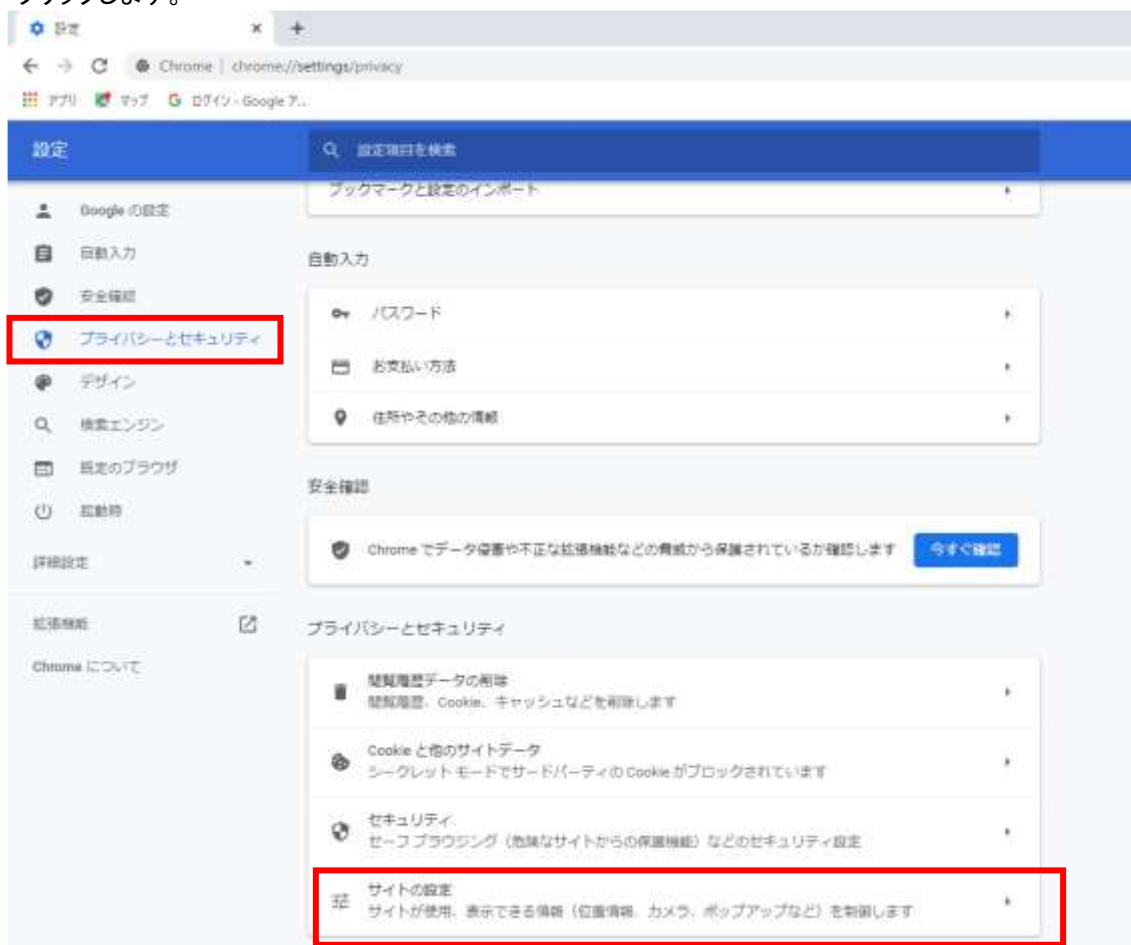 クリックします。
設定
Chrome | chrome://settings/privacy
アプリ マップ ログイン - Google ア...
設定
設定項目を検索
ブックマークと設定のインポート
Google の設定
自動入力
安全確認
プライバシーとセキュリティ
デザイン
検索エンジン
既定のブラウザ
起動時
詳細設定
拡張機能
Chrome について
自動入力
パスワード
お支払い方法
住所やその他の情報
安全確認
Chrome でデータ侵害や不正な拡張機能などの脅威から保護されているか確認します
今すぐ確認
プライバシーとセキュリティ
閲覧履歴データの削除
閲覧履歴、Cookie、キャッシュなどを削除します
Cookie と他のサイトデータ
シークレット モードでサードパーティの Cookie がブロックされています
セキュリティ
セーフ ブラウジング（危険なサイトからの保護機能）などのセキュリティ設定
サイトの設定
サイトが使用、表示できる情報（位置情報、カメラ、ポップアップなど）を制御します